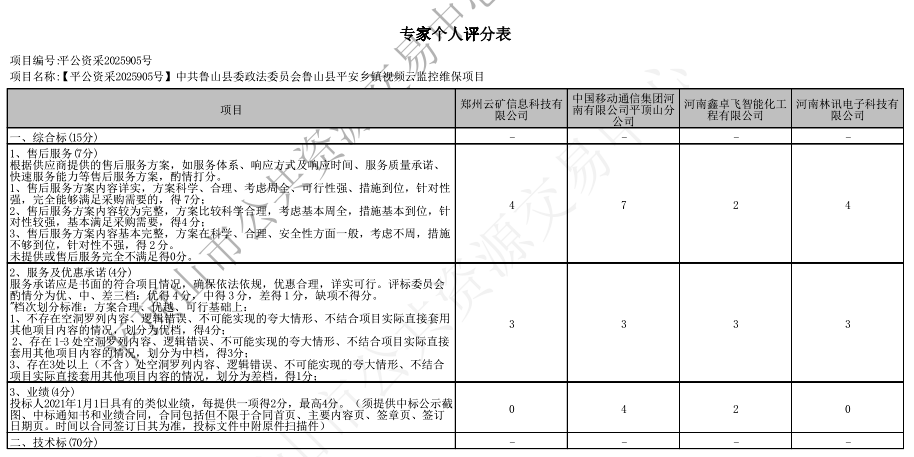 专家个人评分表
项目编号:平公资采2025905号
项目名称:【平公资采2025905号】中共鲁山县委政法委员会鲁山县平安乡镇视频云监控维保项目
项目 郑州云矿信息科技有限公司 中国移动通信集团河南有限公司平顶山分公司 河南鑫卓飞智能化工程有限公司 河南林讯电子科技有限公司
一、综合标(15分) – – – –
1、售后服务(7分)
根据供应商提供的售后服务方案，如服务体系、响应方式及响应时间、服务质量承诺、
快速服务能力等售后服务方案，酌情打分。
1、售后服务方案内容详实，方案科学、合理、考虑周全、可行性强、措施到位，针对性
强，完全能够满足采购需要的，得 7分；
2、售后服务方案内容较为完整，方案比较科学合理，考虑基本周全，措施基本到位，针
对性较强，基本满足采购需要，得 4分；
3、售后服务方案内容基本完整，方案在科学、合理、安全性方面一般，考虑不周，措施
不够到位，针对性不强，得 2 分。
未提供或售后服务完全不满足得0分。
4 7 2 4
2、服务及优惠承诺(4分)
服务承诺应是书面的符合项目情况，确保依法依规，优惠合理，详实可行。评标委员会
酌情分为优、中、差三档：优得 4 分，中得 3 分，差得 1 分，缺项不得分。
"档次划分标准：方案合理、优越、可行基础上：
1、不存在空洞罗列内容、逻辑错误、不可能实现的夸大情形、不结合项目实际直接套用
其他项目内容的情况，划分为优档，得4分；
2、存在 1-3 处空洞罗列内容、逻辑错误、不可能实现的夸大情形、不结合项目实际直接
套用其他项目内容的情况，划分为中档，得3分；
3、存在3处以上（不含）处空洞罗列内容、逻辑错误、不可能实现的夸大情形、不结合
项目实际直接套用其他项目内容的情况，划分为差档，得1分；
3 3 3 3
3、业绩(4分)
投标人2021年1月1日具有的类似业绩，每提供一项得2分，最高4分。（须提供中标公示截
图、中标通知书和业绩合同，合同包括但不限于合同首页、主要内容页、签章页、签订
日期页。时间以合同签订日其为准，投标文件中附原件扫描件）
0 4 2 0
二、技术标(70分) – – – –